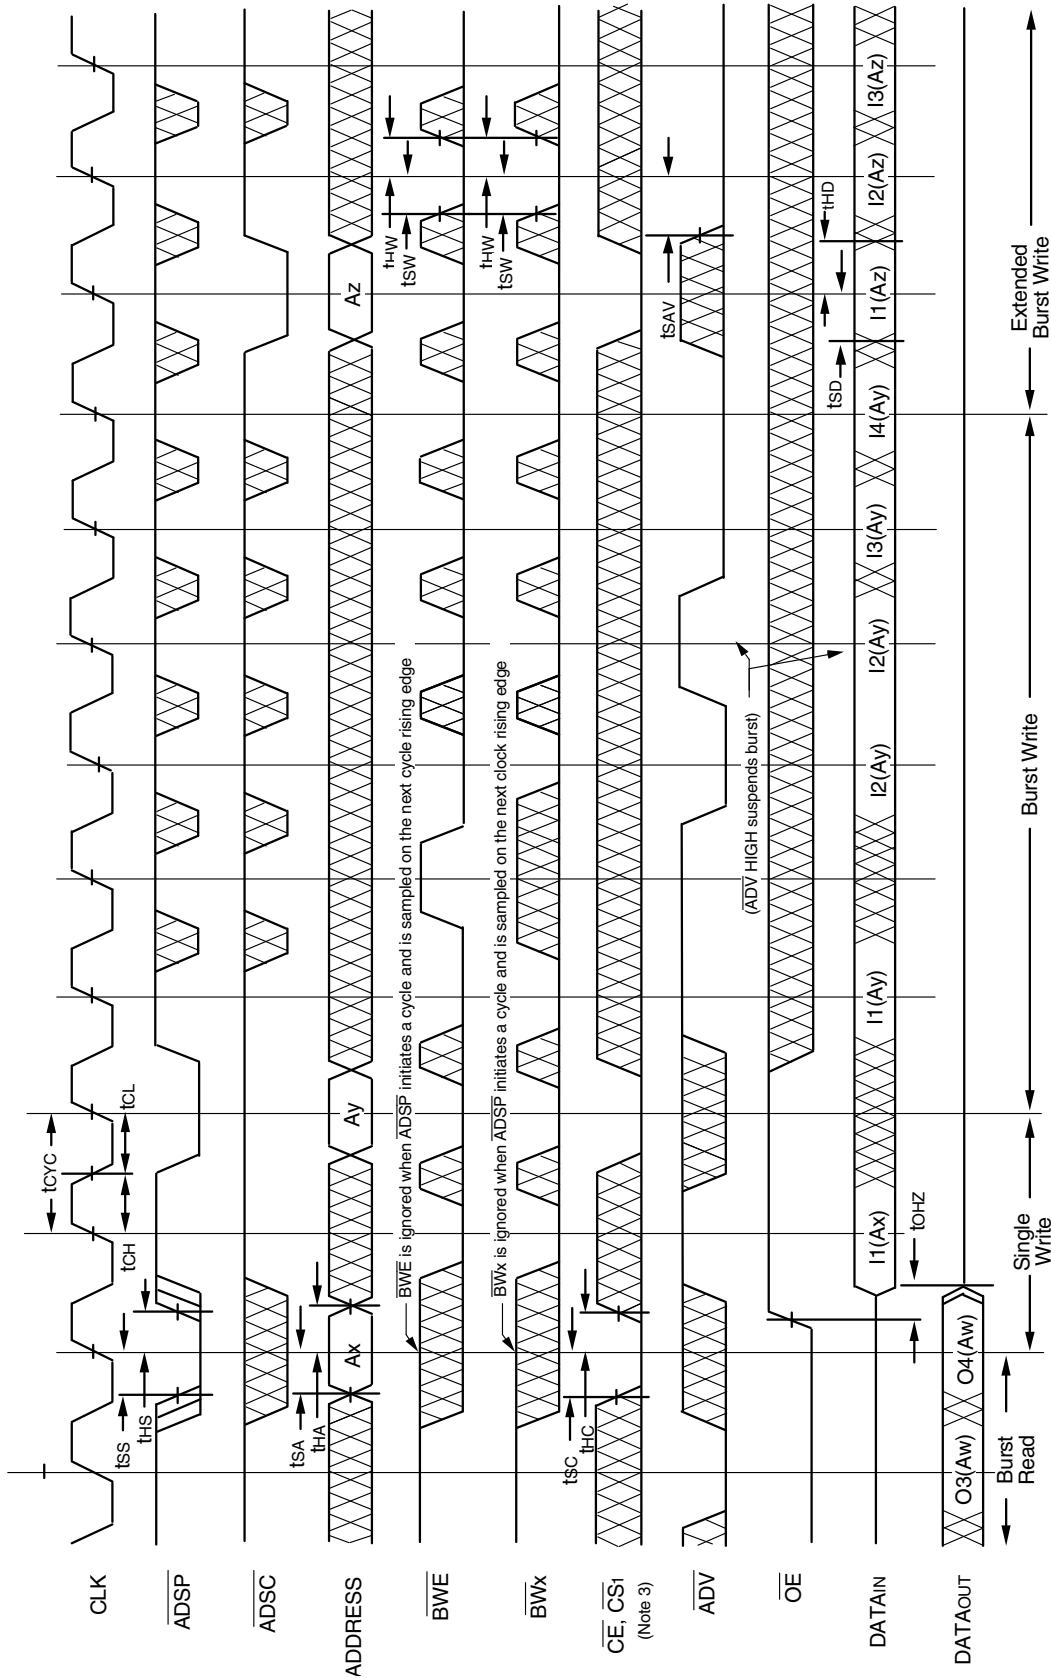 CLK
tCYC
tCH
tCL
ADSP
tSS
tHS
ADSC
ADDRESS
Ax
Ay
Az
tSA
tHA
BWE
BWE is ignored when ADSP initiates a cycle and is sampled on the next cycle rising edge
tHW
tSW
BWx
BWx is ignored when ADSP initiates a cycle and is sampled on the next clock rising edge
tHW
tSW
CE, CS1
(Note 3)
tSC
tHC
ADV
tSAV
(ADV HIGH suspends burst)
OE
tSD
tHD
DATAIN
I1(Ax)
I1(Ay)
I2(Ay)
I2(Ay)
I3(Ay)
I4(Ay)
I1(Az)
I2(Az)
I3(Az)
tOHZ
DATAOUT
O3(Aw)
O4(Aw)
Burst
Read
Single
Write
Burst Write
Extended
Burst Write